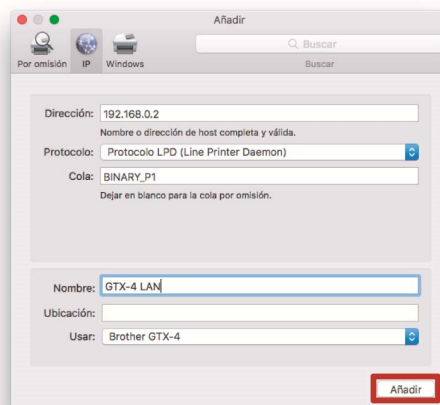 Añadir
Buscar
Por omisión IP Windows Buscar
Dirección: 192.168.0.2
Nombre o dirección de host completa y válida.
Protocolo: Protocolo LPD (Line Printer Daemon)
Cola: BINARY_P1
Dejar en blanco para la cola por omisión.
Nombre: GTX-4 LAN
Ubicación:
Usar: Brother GTX-4
Añadir